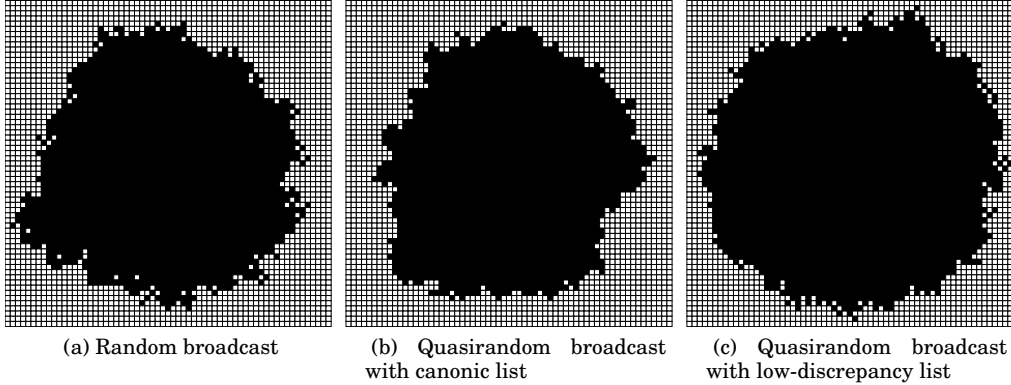 (a) Random broadcast
(b) Quasirandom broadcast
with canonic list
(c) Quasirandom broadcast
with low-discrepancy list